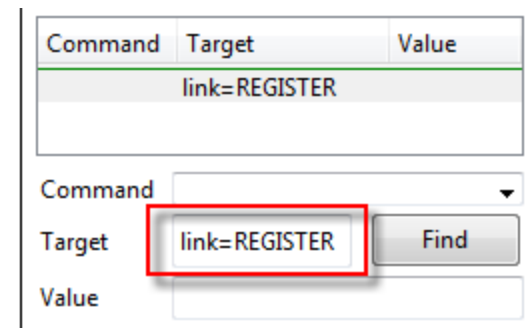 Command Target Value
link=REGISTER
Command
Target link=REGISTER Find
Value